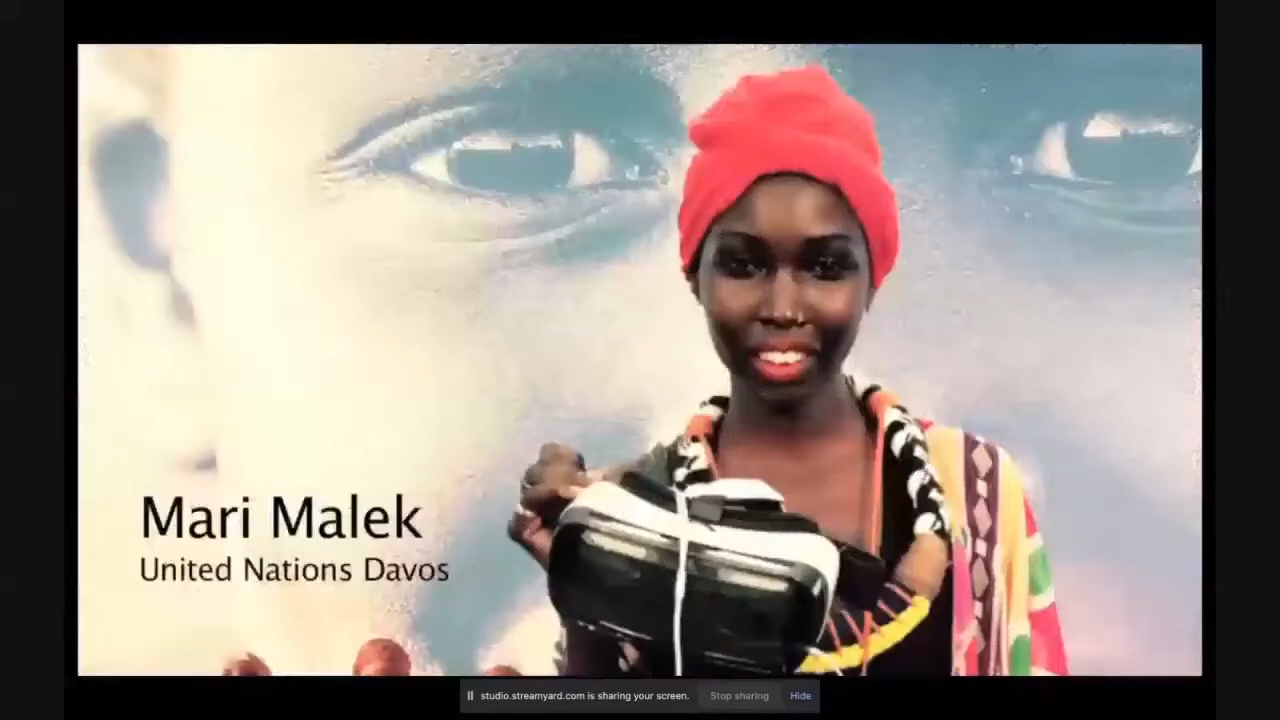 Mari Malek
United Nations Davos
studio.streamyard.com is sharing your screen. Stop sharing Hide